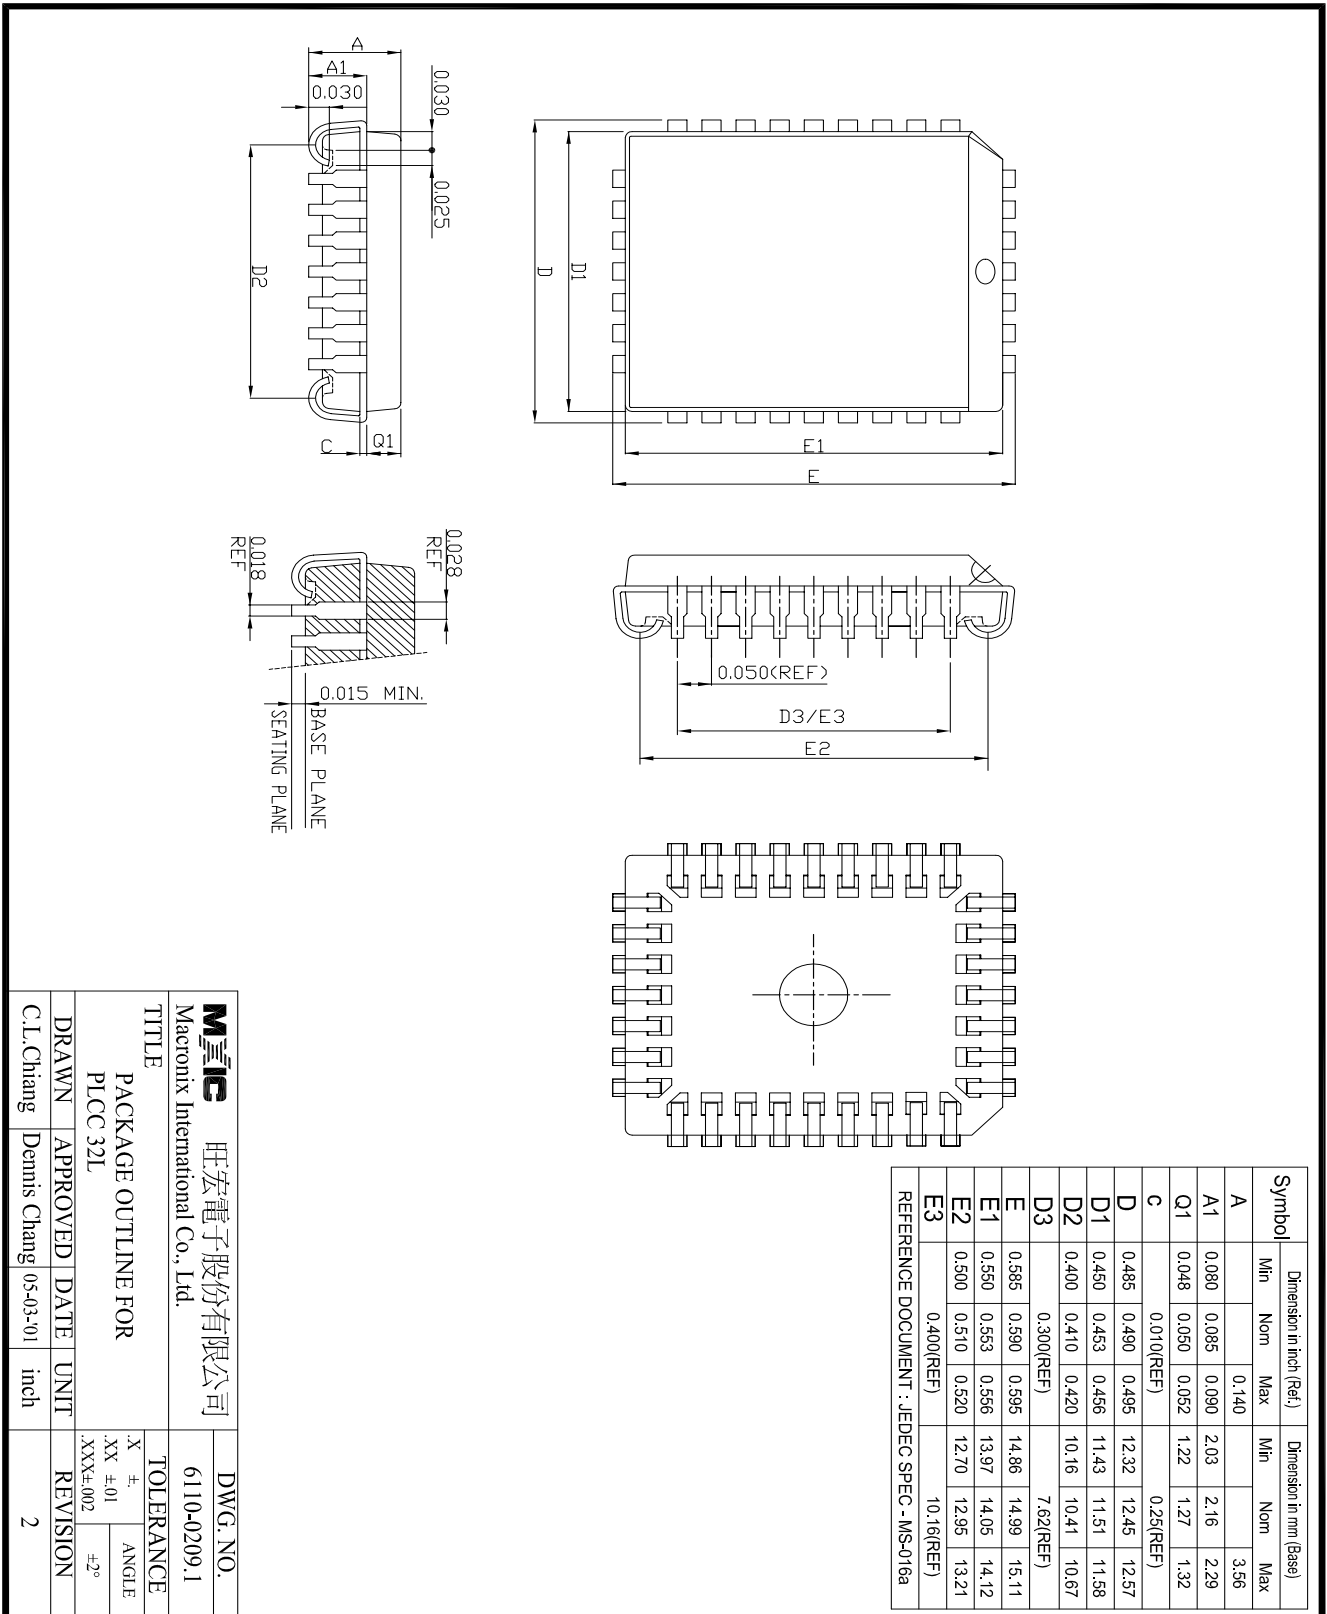 A
A1
0.030
0.030
0.025
D2
C
Q1
D
D1
E1
E
0.028
REF
0.018
REF
0.015 MIN.
BASE PLANE
SEATING PLANE
0.050(REF)
D3/E3
E2
Symbol Dimension in inch (Ref.) Dimension in mm (Base)
Min Nom Max Min Nom Max
A 0.140 3.56
A1 0.080 0.085 0.090 2.03 2.16 2.29
Q1 0.048 0.050 0.052 1.22 1.27 1.32
C 0.010(REF) 0.25(REF)
D 0.485 0.490 0.495 12.32 12.45 12.57
D1 0.450 0.453 0.456 11.43 11.51 11.58
D2 0.400 0.410 0.420 10.16 10.41 10.67
D3 0.300(REF) 7.62(REF)
E 0.585 0.590 0.595 14.86 14.99 15.11
E1 0.550 0.553 0.556 13.97 14.05 14.12
E2 0.500 0.510 0.520 12.70 12.95 13.21
E3 0.400(REF) 10.16(REF)
REFERENCE DOCUMENT : JEDEC SPEC - MS-016a
MXIC 旺宏電子股份有限公司
Macronix International Co., Ltd.
DWG. NO.
6110-0209.1
TITLE
PACKAGE OUTLINE FOR
PLCC 32L
TOLERANCE
.X ±.
.XX ±.01
.XXX±.002
ANGLE
±2°
DRAWN APPROVED DATE UNIT REVISION
C.L.Chiang Dennis Chang 05-03-'01 inch 2